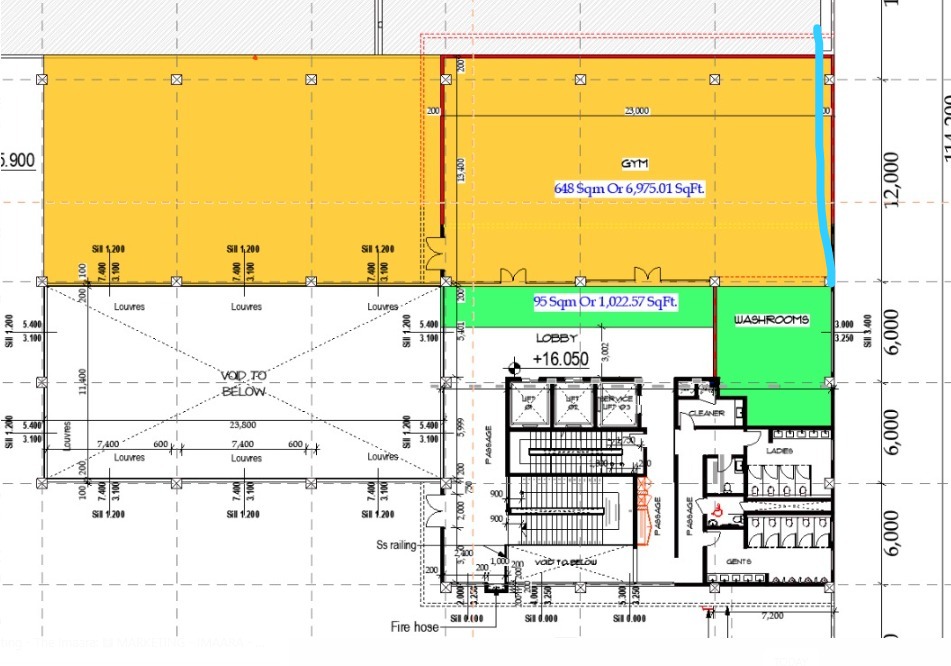 200
200
23,000
00
114,200
5.900
13,400
GYM
648 Sqm Or 6,975.01 SqFt.
12,000
Sill 1,200
Sill 1,200
Sill 1,200
7.400
3.100
7.400
3.100
7.400
3.100
100
200
Louvres
Louvres
Louvres
200
95 Sqm Or 1,022.57 SqFt.
WASHROOMS
Sill 1.200
5.400
3.100
5.400
3.100
Sill 1.200
5,401
LOBBY
+16.050
3,002
3.000
3.250
Sill 3.400
6,000
VOID TO
BELOW
11,400
LIFT
LIFT
02
SERVICE
LIFT 03
CLEANER
23,800
Sill 1.200
5.400
3.100
5.400
3.100
Sill 1.200
Louvres
7,400
600
7,400
600
Louvres
Louvres
Louvres
PASSAGE
5,999
6,000
LADIES
200
100
7.400
3.100
7.400
3.100
7.400
3.100
Sill 1,200
Sill 1,200
Sill 1,200
200
750
2,000
900
900
PASSAGE
PASSAGE
6,000
Ss railing
1,000
200
200
VOID TO BELOW
GENTS
Fire hose
Sill 0.000
Sill 0.000
Sill 0.000
7,200